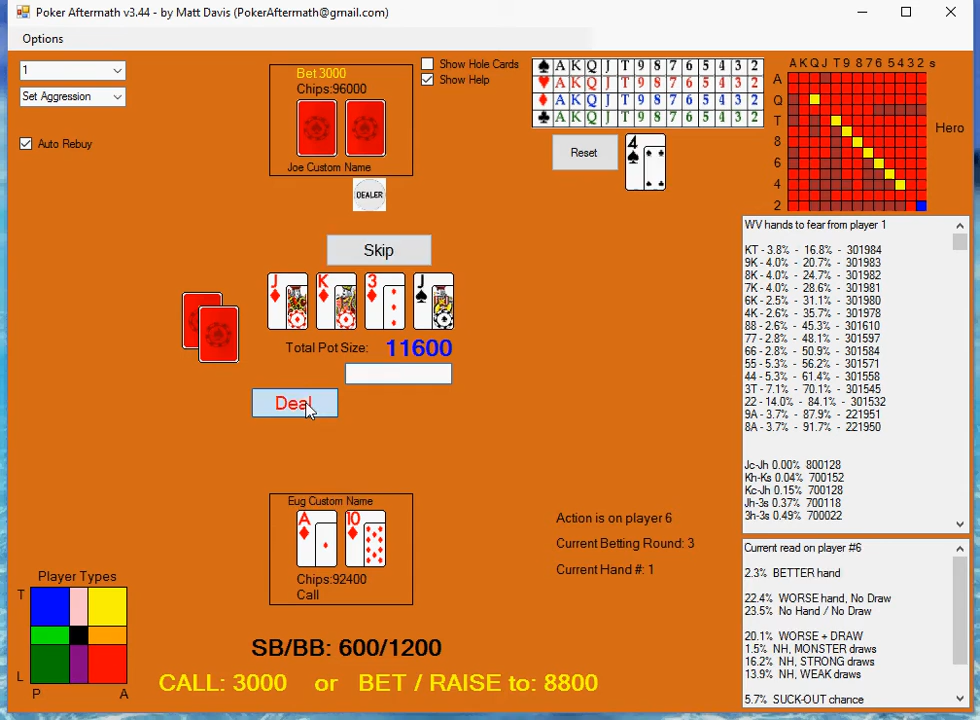 Poker Aftermath v3.44 - by Matt Davis (PokerAftermath@gmail.com)
Options
1
Set Aggression
Auto Rebuy
Bet 3000
Chips:96000
Joe Custom Name
DEALER
Show Hole Cards
Show Help
A K Q J T 9 8 7 6 5 4 3 2
A K Q J T 9 8 7 6 5 4 3 2
A K Q J T 9 8 7 6 5 4 3 2
A K Q J T 9 8 7 6 5 4 3 2
Reset
4
A K Q J T 9 8 7 6 5 4 3 2 s
A
Q
T
8
6
4
2
Hero
Skip
J K 3 J
Total Pot Size: 11600
Deal
WV hands to fear from player 1
KT - 3.8% - 16.8% - 301984
9K - 4.0% - 20.7% - 301983
8K - 4.0% - 24.7% - 301982
7K - 4.0% - 28.6% - 301981
6K - 2.5% - 31.1% - 301980
4K - 2.6% - 35.7% - 301978
88 - 2.6% - 45.3% - 301610
77 - 2.8% - 48.1% - 301597
66 - 2.8% - 50.9% - 301584
55 - 5.3% - 56.2% - 301571
44 - 5.3% - 61.4% - 301558
3T - 7.1% - 70.1% - 301545
22 - 14.0% - 84.1% - 301532
9A - 3.7% - 87.9% - 221951
8A - 3.7% - 91.7% - 221950
Jc-Jh 0.00% 800128
Kh-Ks 0.04% 700152
Kc-Jh 0.15% 700128
Jh-3s 0.37% 700118
3h-3s 0.49% 700022
Eug Custom Name
A 10
Chips:92400
Call
Action is on player 6
Current Betting Round: 3
Current Hand #: 1
Current read on player #6
2.3% BETTER hand
22.4% WORSE hand, No Draw
23.5% No Hand / No Draw
20.1% WORSE + DRAW
1.5% NH, MONSTER draws
16.2% NH, STRONG draws
13.9% NH, WEAK draws
5.7% SUCK-OUT chance
Player Types
T
L
P A
SB/BB: 600/1200
CALL: 3000 or BET / RAISE to: 8800